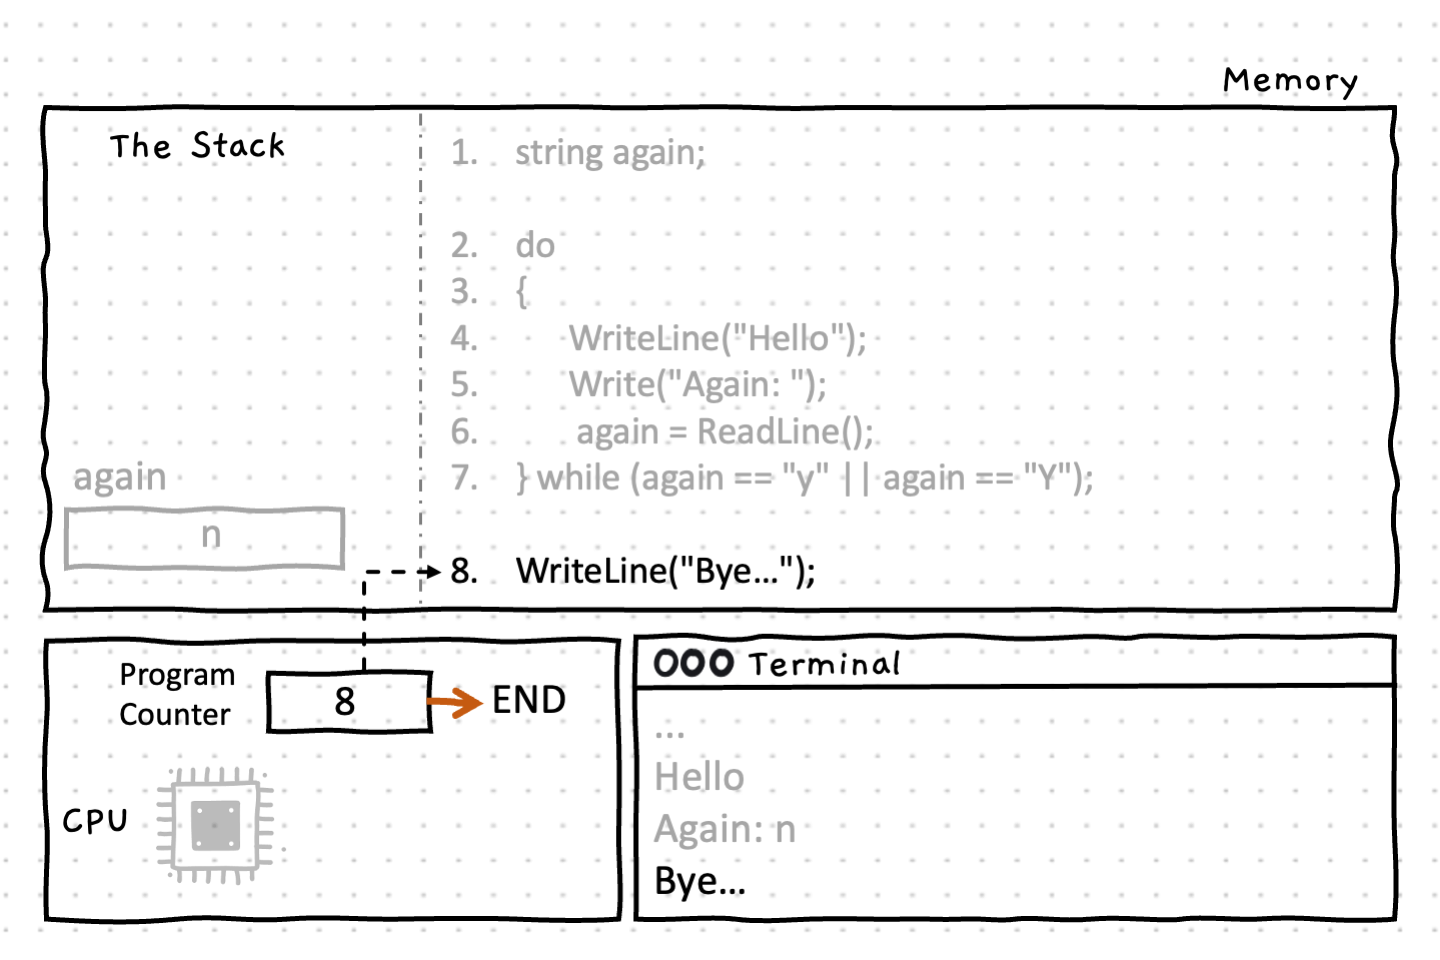 Memory
The Stack
1. string again;
2. do
3. {
4. WriteLine("Hello");
5. Write("Again: ");
6. again = ReadLine();
7. } while (again == "y" || again == "Y");
again
n
8. WriteLine("Bye...");
Program
Counter
8
END
CPU
Terminal
...
Hello
Again: n
Bye...